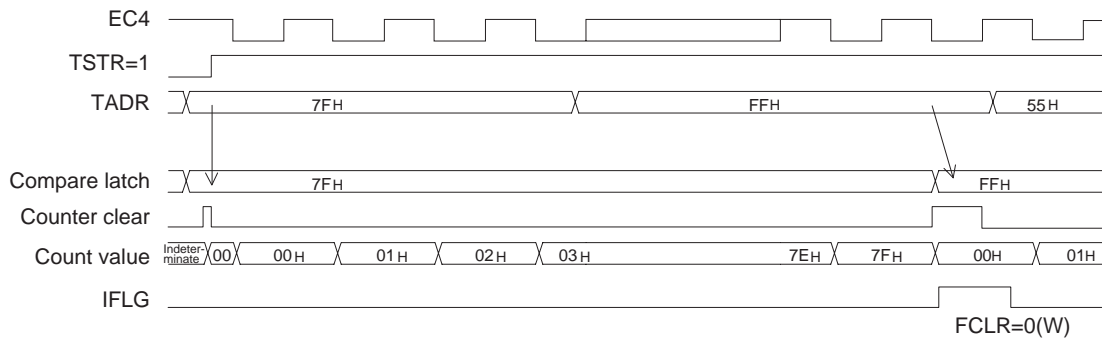 EC4
TSTR=1
TADR 7FH FFH 55H
Compare latch 7FH FFH
Counter clear
Count value Indeter-minate 00 00H 01H 02H 03H 7EH 7FH 00H 01H
IFLG
FCLR=0(W)